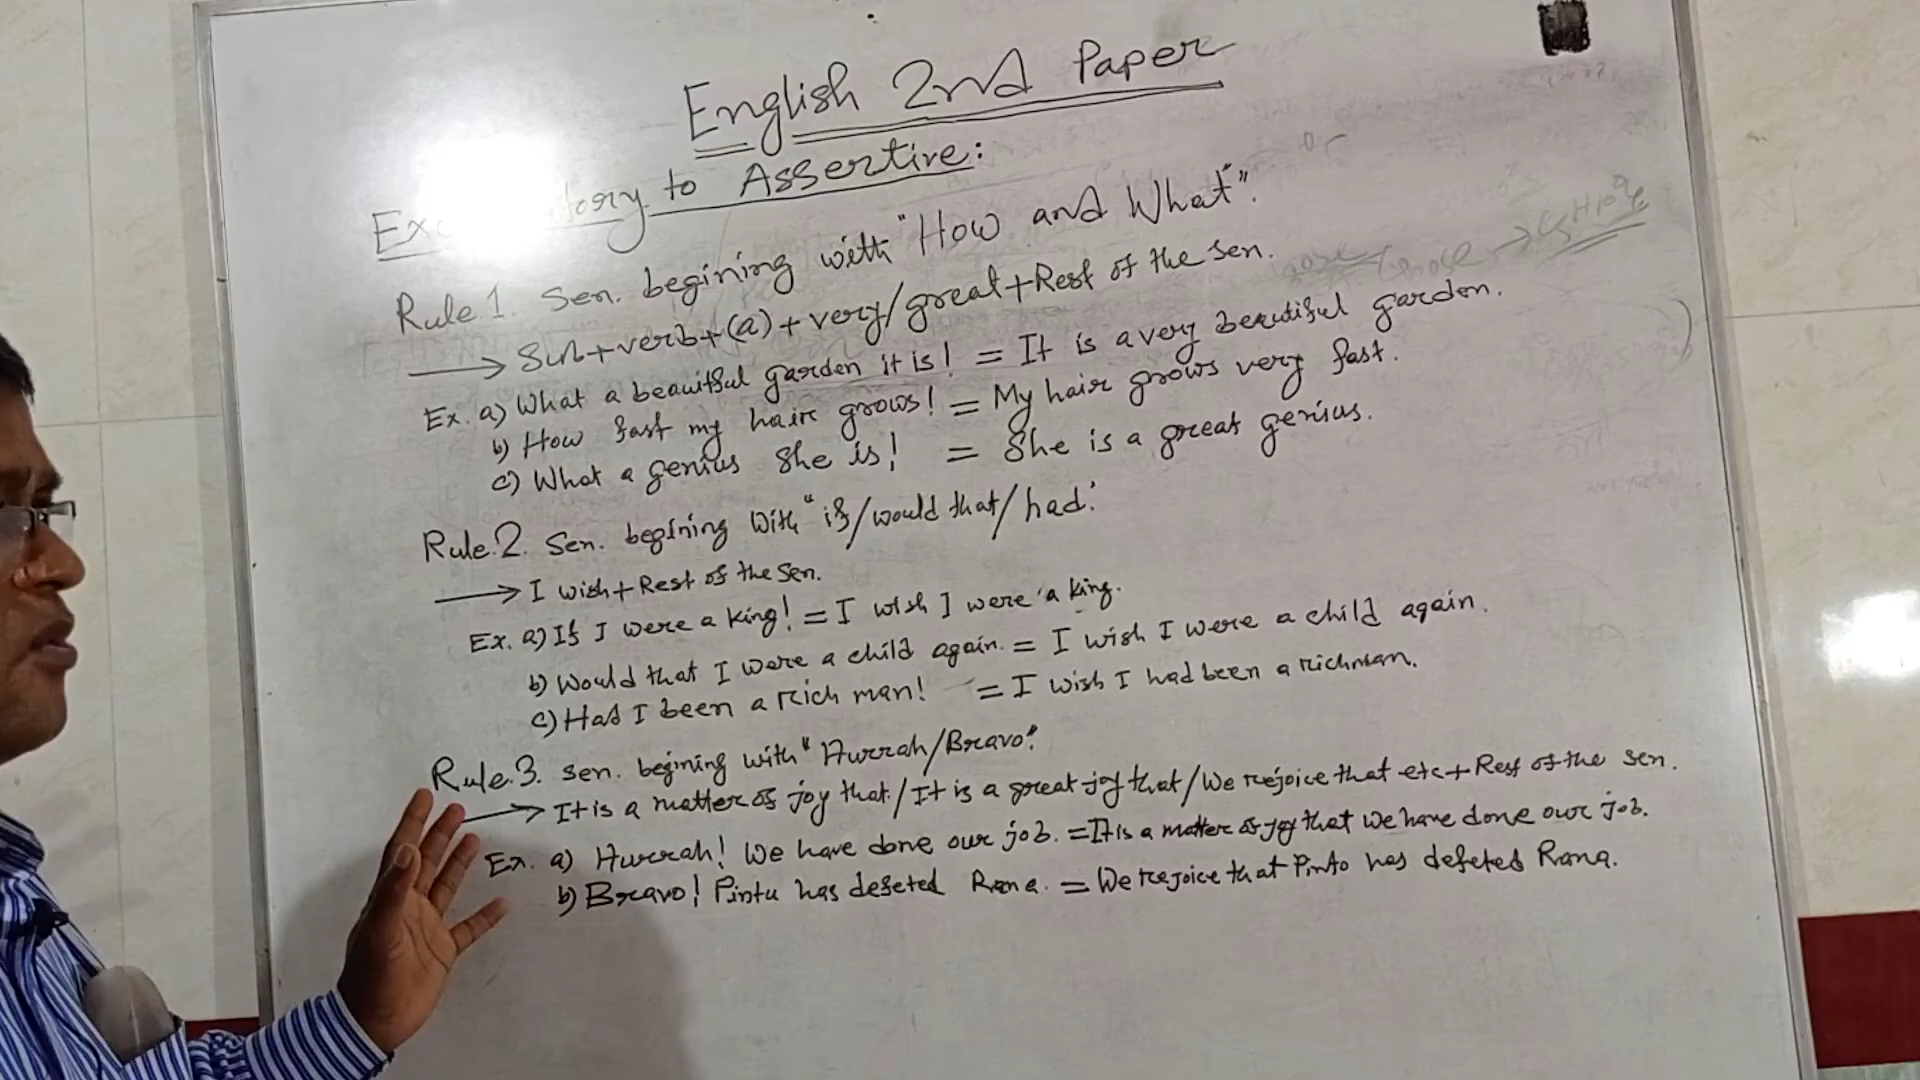 English 2nd Paper
to Assertive:
Rule 1. Sen. begining with "How and What".
→ Sub+verb+(a)+very/great+Rest of the sen.
Ex. a) What a beauitful garden it is! = It is a very beautiful garden.
b) How fast my hair grows! = My hair grows very fast.
c) What a genius She is! = She is a great genius.
Rule.2. Sen. begining With "if/would that/had."
→ I wish+Rest of the Sen.
Ex. a) If I were a king! = I wish I were a king.
b) Would that I were a child again. = I wish I were a child again.
c) Had I been a rich man! = I wish I had been a richman.
Rule.3. Sen. begining with "Hurrah/Bravo".
→ It is a matter of joy that/It is a great joy that/We rejoice that etc+Rest of the sen.
Ex. a) Hurrah! We have done our job. = It is a matter of joy that we have done our job.
b) Bravo! Pintu has defeted Rana. = We rejoice that Pinto has defeted Rana.